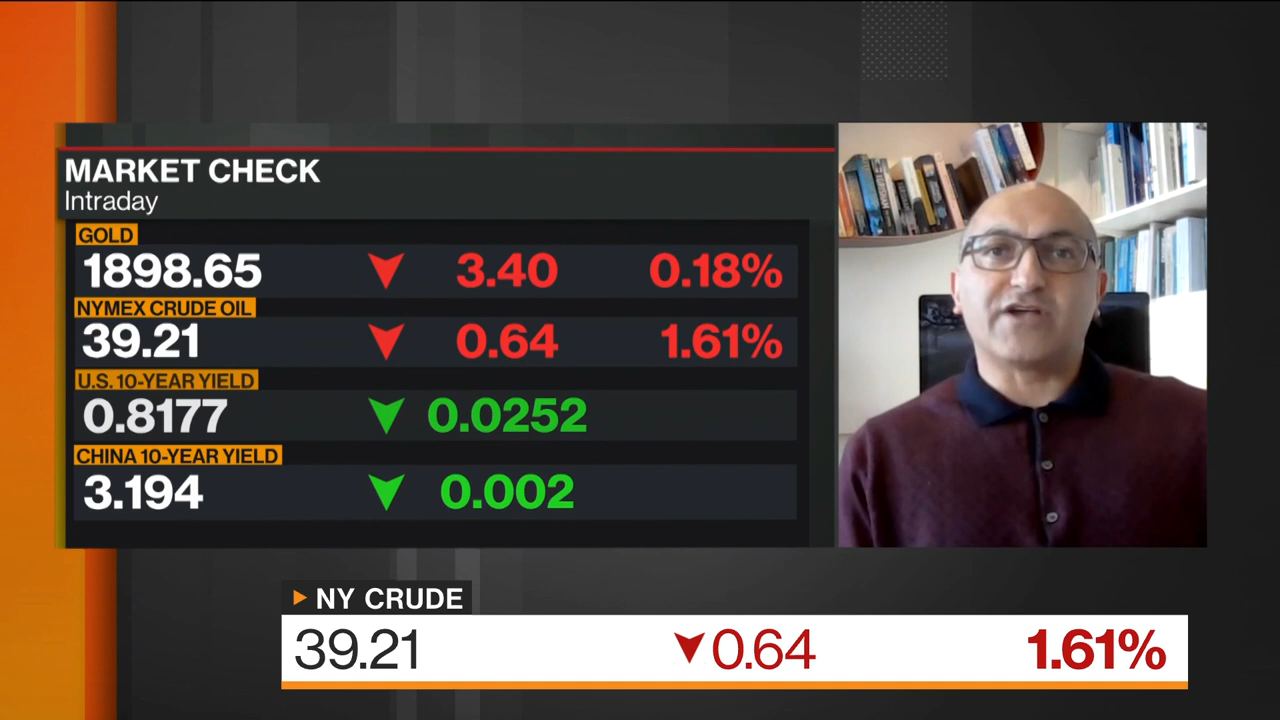 MARKET CHECK
Intraday
GOLD
1898.65 3.40 0.18%
NYMEX CRUDE OIL
39.21 0.64 1.61%
U.S. 10-YEAR YIELD
0.8177 0.0252
CHINA 10-YEAR YIELD
3.194 0.002
NY CRUDE
39.21 0.64 1.61%